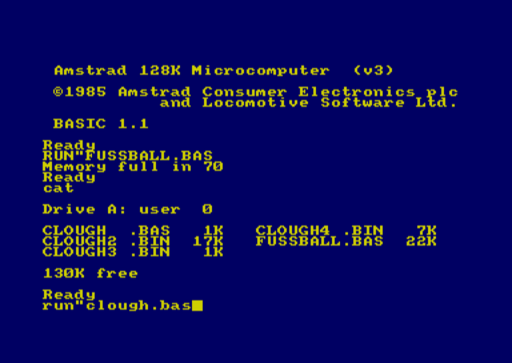 Amstrad 128K Microcomputer  (v3)
©1985 Amstrad Consumer Electronics plc
and Locomotive Software Ltd.
BASIC 1.1
Ready
RUN"FUSSBALL.BAS
Memory full in 70
Ready
cat
Drive A: user  0
CLOUGH  .BAS   1K   CLOUGH4 .BIN   7K
CLOUGH2 .BIN  17K   FUSSBALL.BAS  22K
CLOUGH3 .BIN   1K
130K free
Ready
run"clough.bas